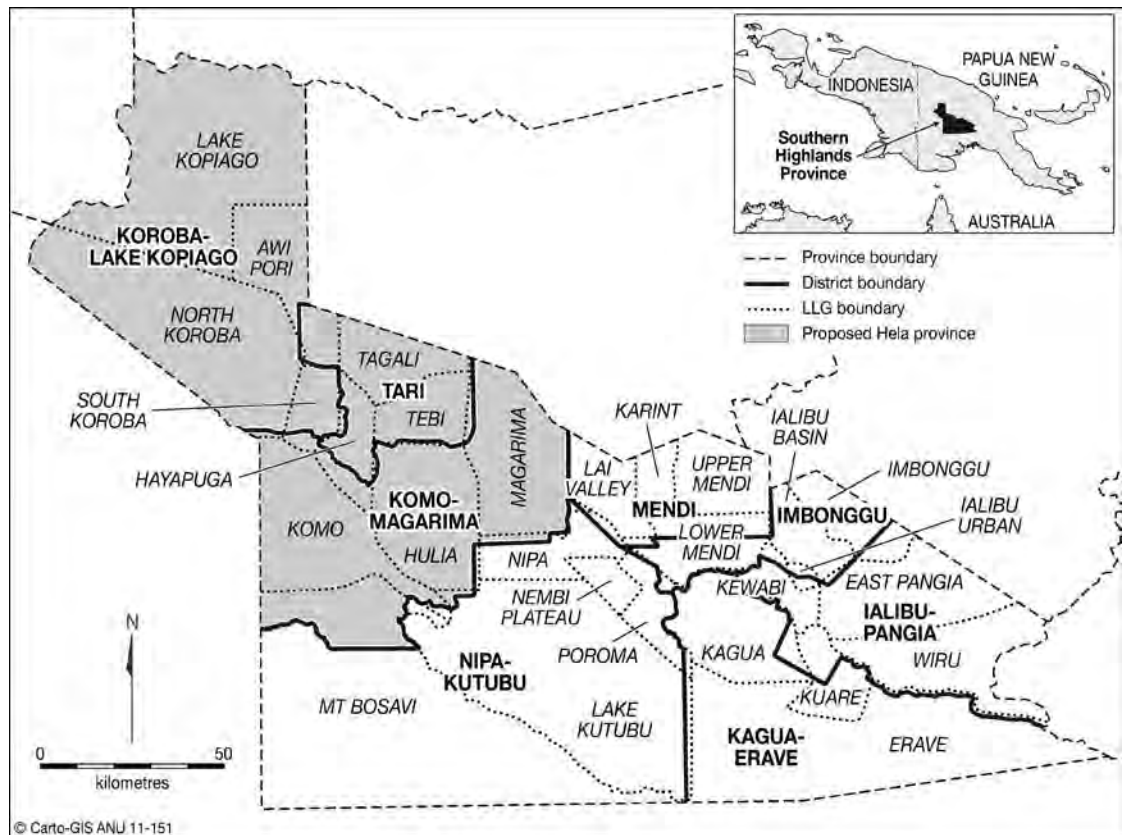 LAKE
KOPIAGO
KOROBA-
LAKE KOPIAGO
AWI
PORI
NORTH
KOROBA
SOUTH
KOROBA
HAYAPUGA
TAGALI
TARI
TEBI
MAGARIMA
KOMO-
MAGARIMA
KOMO
HULIA
LAI
VALLEY
KARINT
UPPER
MENDI
MENDI
LOWER
MENDI
IALIBU
BASIN
IMBONGGU
IMBONGGU
IALIBU
URBAN
NIPA
NEMBI
PLATEAU
POROMA
NIPA-
KUTUBU
MT BOSAVI
LAKE
KUTUBU
KEWABI
KAGUA
EAST PANGIA
IALIBU-
PANGIA
WIRU
KUARE
KAGUA-
ERAVE
ERAVE
INDONESIA
PAPUA NEW
GUINEA
Southern
Highlands
Province
AUSTRALIA
Province boundary
District boundary
LLG boundary
Proposed Hela province
N
0 50
kilometres
© Carto-GIS ANU 11-151